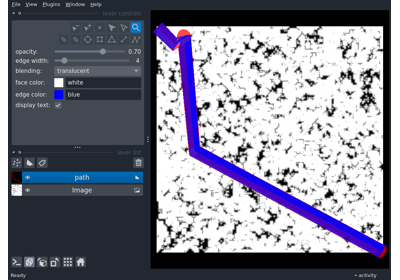 File View Plugins Window Help
layer controls
opacity: 0.70
edge width: 4
blending: translucent
face color: white
edge color: blue
display text:
layer list
path
Image
Ready
activity